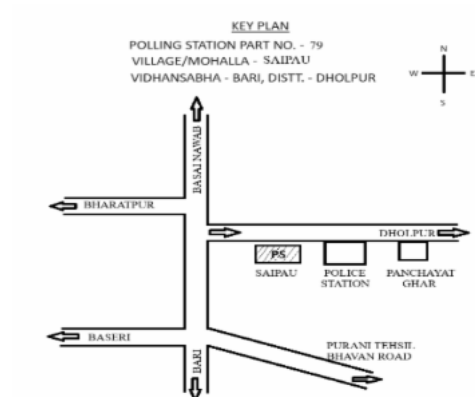 KEY PLAN
POLLING STATION PART NO. - 79
VILLAGE/MOHALLA - SAIPAU
VIDHANSABHA - BARI, DISTT. - DHOLPUR
N
W E
S
BASAI NAWAB
BHARATPUR
DHOLPUR
PS
SAIPAU
POLICE
STATION
PANCHAYAT
GHAR
BASERI
BARI
PURANI TEHSIL
BHAVAN ROAD